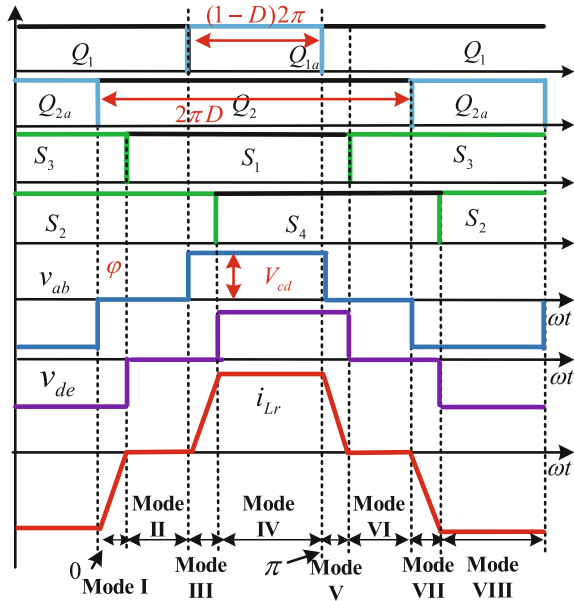 (1−D)2π
Q1 Q1a Q1
Q2a Q2 Q2a
2πD
S3 S1 S3
S2 S4 S2
φ
vab Vcd
ωt
vde ωt
iLr
ωt
Mode II
Mode IV
Mode VI
0 Mode I
Mode III
π
Mode V
Mode VII
Mode VIII